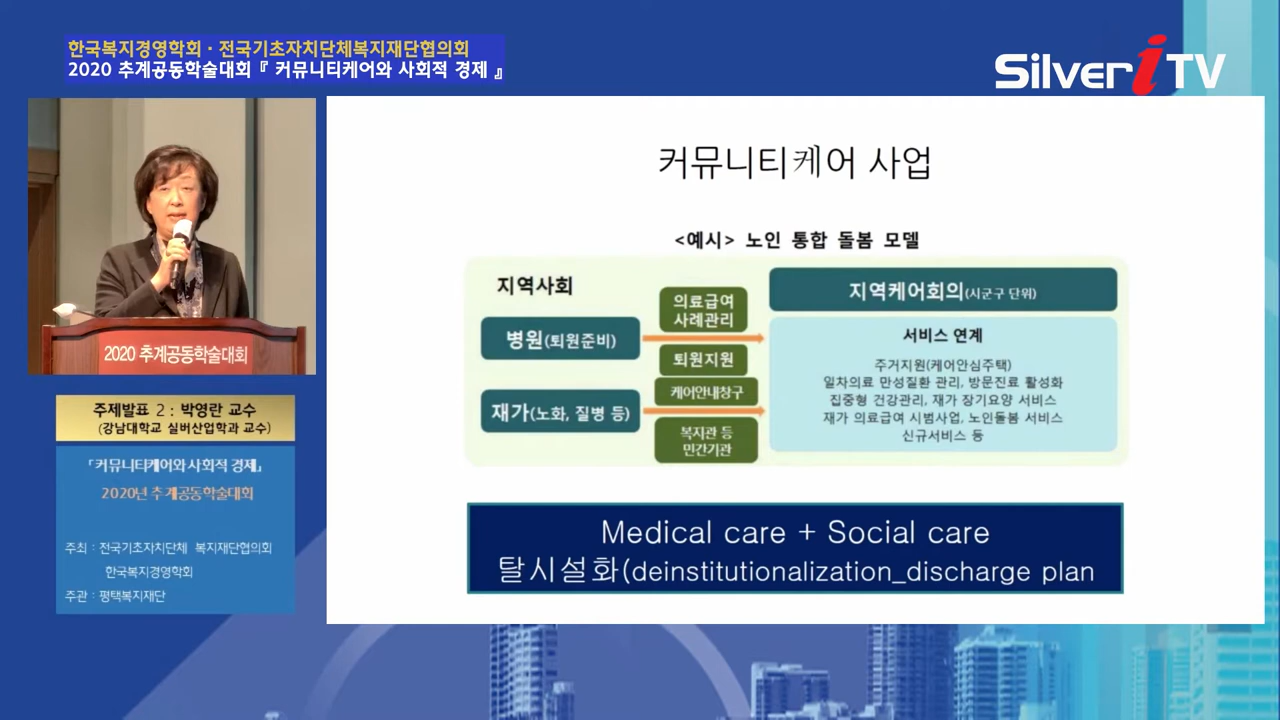 한국복지경영학회 · 전국기초자치단체복지재단협의회
2020 추계공동학술대회 『 커뮤니티케어와 사회적 경제 』
Silver i TV
2020 추계공동학술대회
주제발표 2 : 박영란 교수
(강남대학교 실버산업학과 교수)
「커뮤니티케어와 사회적 경제」
2020년 추계공동학술대회
주최 : 전국기초자치단체 복지재단협의회
한국복지경영학회
주관 : 평택복지재단
커뮤니티케어 사업
<예시> 노인 통합 돌봄 모델
지역사회
병원(퇴원준비)
재가(노화, 질병 등)
의료급여
사례관리
퇴원지원
케어안내창구
복지관 등
민간기관
지역케어회의(시군구 단위)
서비스 연계
주거지원(케어안심주택)
일차의료 만성질환 관리, 방문진료 활성화
집중형 건강관리, 재가 장기요양 서비스
재가 의료급여 시범사업, 노인돌봄 서비스
신규서비스 등
Medical care + Social care
탈시설화(deinstitutionalization_discharge plan